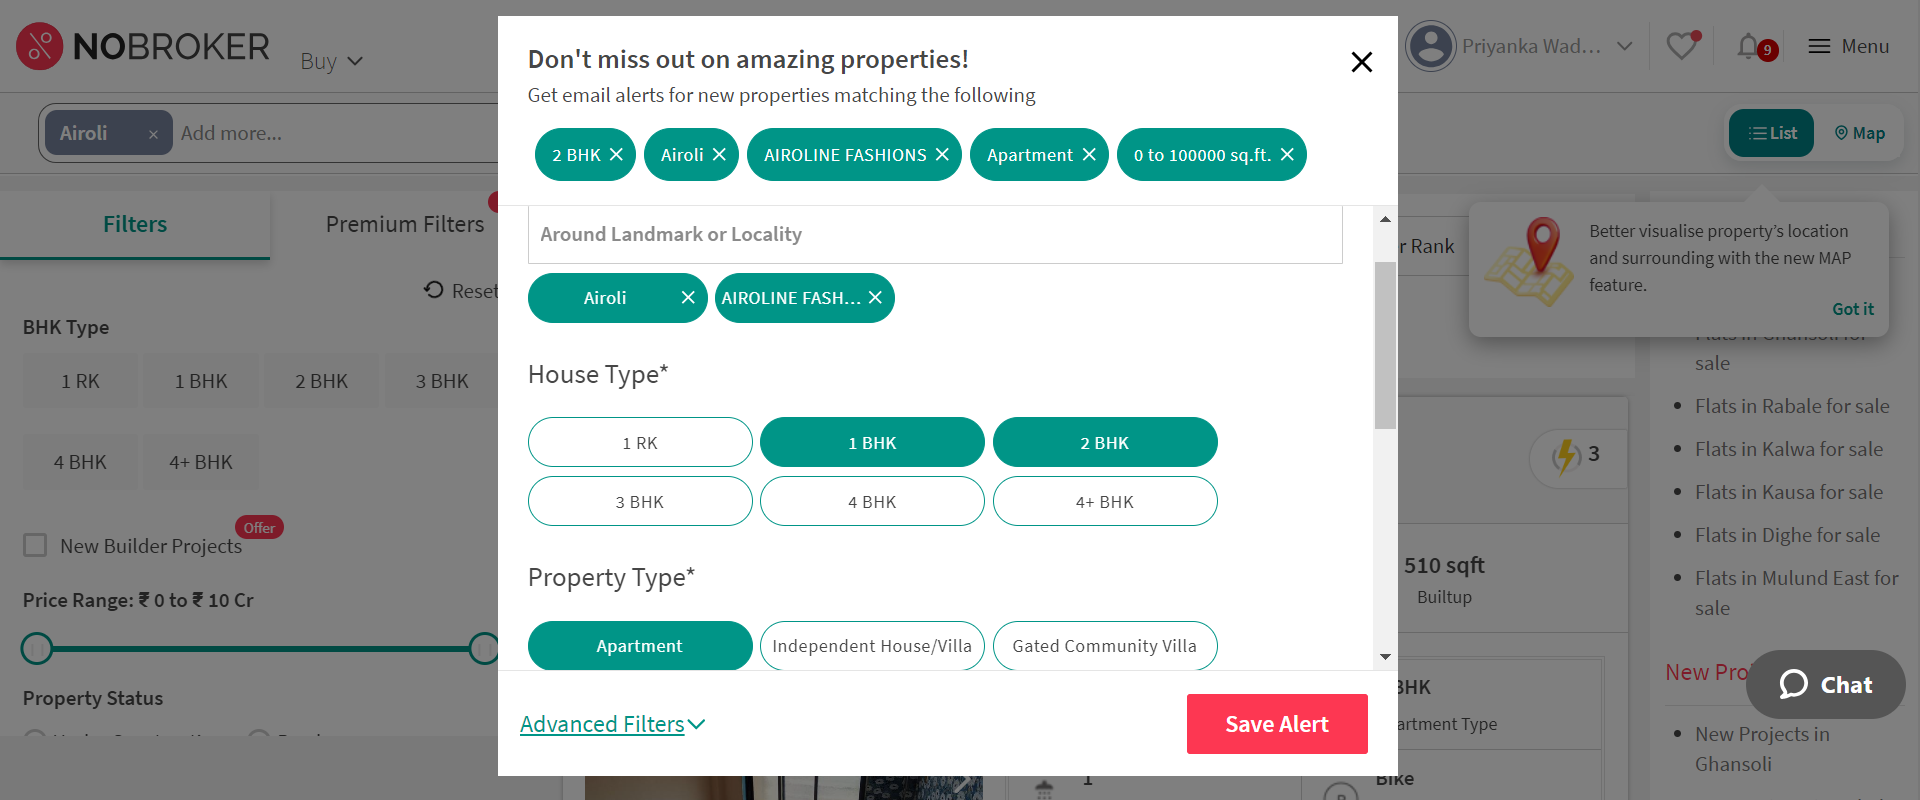 NOBROKER
Buy
Priyanka Wad...
9
Menu
Airoli ×
Add more...
List
Map
Don't miss out on amazing properties!
Get email alerts for new properties matching the following
2 BHK
Airoli
AIROLINE FASHIONS
Apartment
0 to 100000 sq.ft.
Filters
Premium Filters
Reset
BHK Type
1 RK
1 BHK
2 BHK
3 BHK
4 BHK
4+ BHK
New Builder Projects
Offer
Price Range: ₹ 0 to ₹ 10 Cr
Property Status
Around Landmark or Locality
Airoli
AIROLINE FASH...
House Type*
1 RK
1 BHK
2 BHK
3 BHK
4 BHK
4+ BHK
Property Type*
Apartment
Independent House/Villa
Gated Community Villa
Advanced Filters
Save Alert
r Rank
Better visualise property's location
and surrounding with the new MAP
feature.
Got it
3
510 sqft
Builtup
BHK
artment Type
1
Bike
Flats in Ghansoli for
sale
Flats in Rabale for sale
Flats in Kalwa for sale
Flats in Kausa for sale
Flats in Dighe for sale
Flats in Mulund East for
sale
New Pro
Chat
New Projects in
Ghansoli